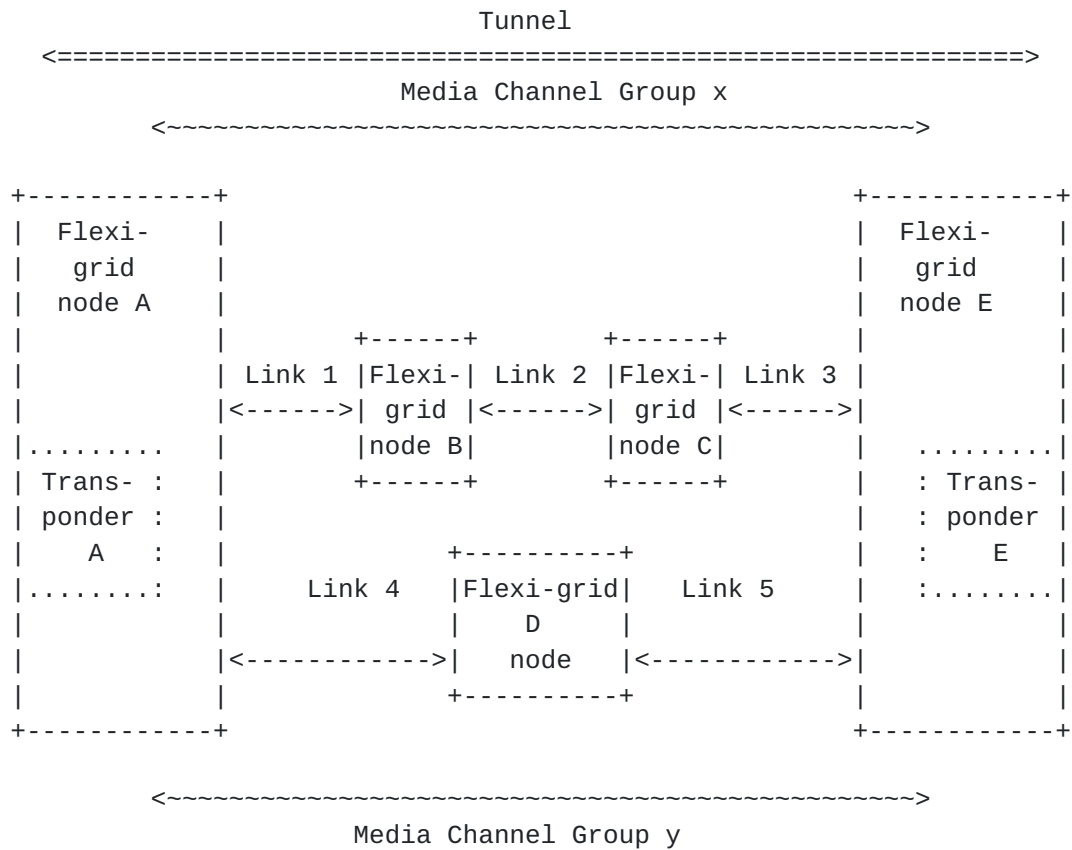 Tunnel
  <==============================================================>
                         Media Channel Group x
         <~~~~~~~~~~~~~~~~~~~~~~~~~~~~~~~~~~~~~~~~~~~~~~~~>

+------------+                                        +------------+
|  Flexi-    |                                        |  Flexi-    |
|   grid     |                                        |   grid     |
|  node A    |                                        |  node E    |
|            |        +------+        +------+        |            |
|            | Link 1 |Flexi-| Link 2 |Flexi-| Link 3 |            |
|            |<------>| grid |<------>| grid |<------>|            |
|.........   |        |node B|        |node C|        |   .........|
| Trans- :   |        +------+        +------+        |   : Trans- |
| ponder :   |                                        |   : ponder |
|    A   :   |              +----------+              |   :    E   |
|........:   |     Link 4   |Flexi-grid|   Link 5     |   :........|
|            |              |    D     |              |            |
|            |<------------>|   node   |<------------>|            |
|            |              +----------+              |            |
+------------+                                        +------------+

         <~~~~~~~~~~~~~~~~~~~~~~~~~~~~~~~~~~~~~~~~~~~~~~~~>
                      Media Channel Group y